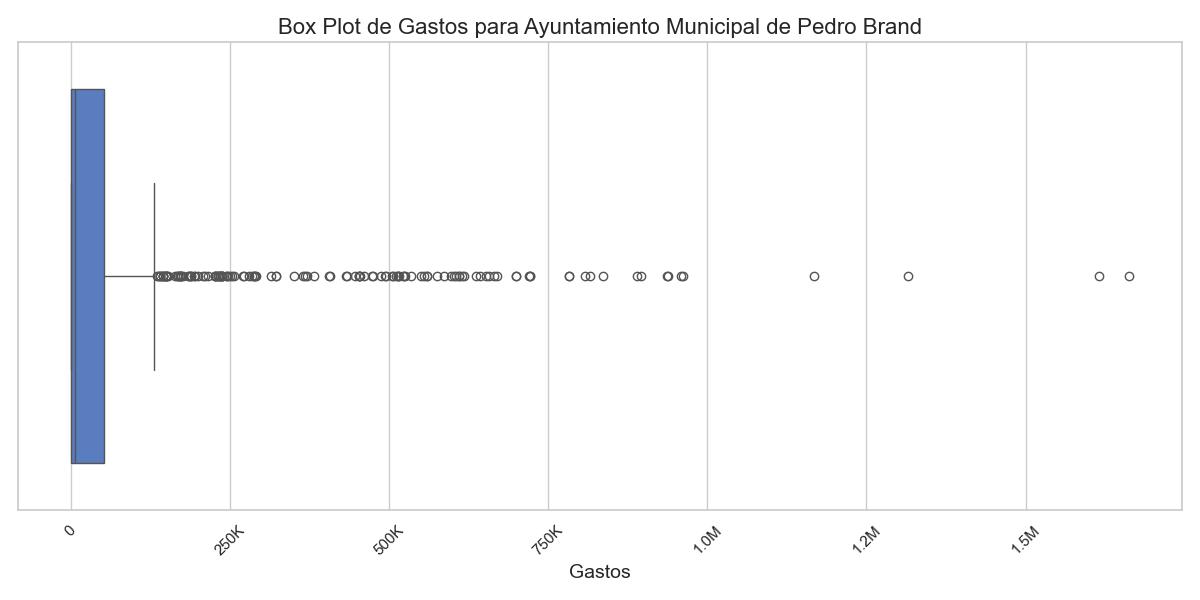 Box Plot de Gastos para Ayuntamiento Municipal de Pedro Brand
0
250K
500K
750K
1.0M
1.2M
1.5M
Gastos